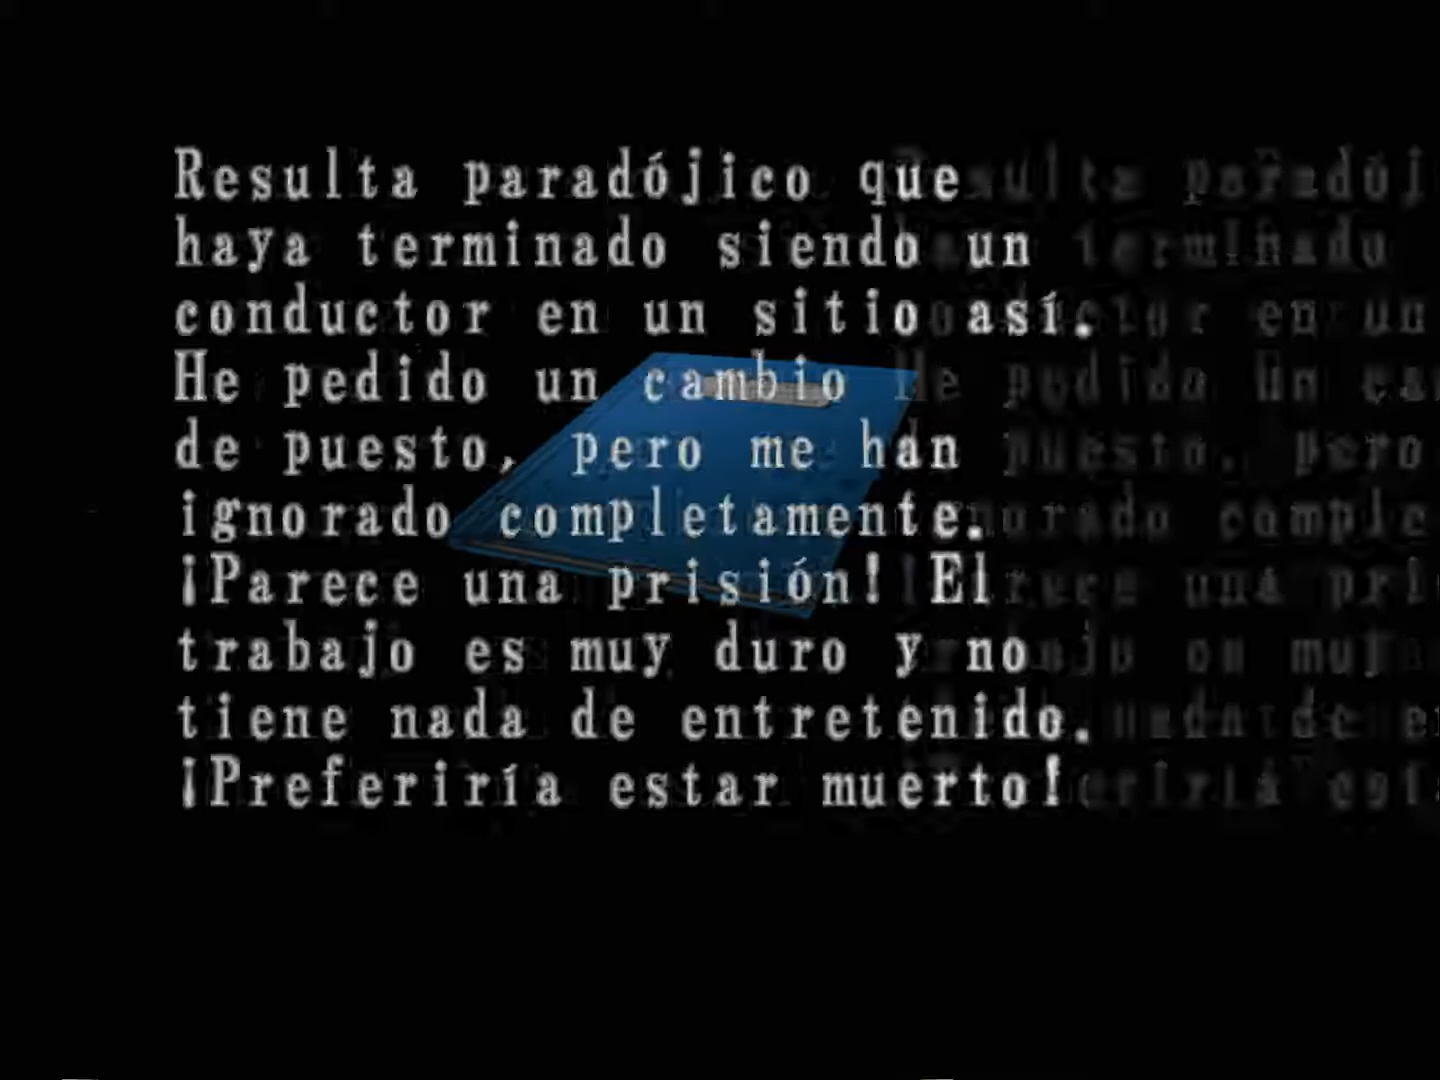 Resulta paradójico que
haya terminado siendo un
conductor en un sitio así.
He pedido un cambio
de puesto, pero me han
ignorado completamente.
¡Parece una prisión! El
trabajo es muy duro y no
tiene nada de entretenido.
¡Preferiría estar muerto!